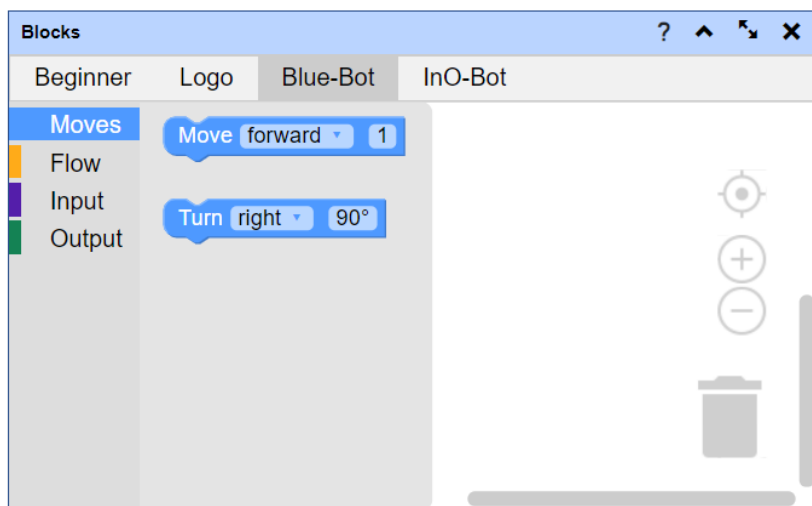 Blocks ?
Beginner Logo Blue-Bot InO-Bot
Moves
Flow
Input
Output
Move forward 1
Turn right 90°